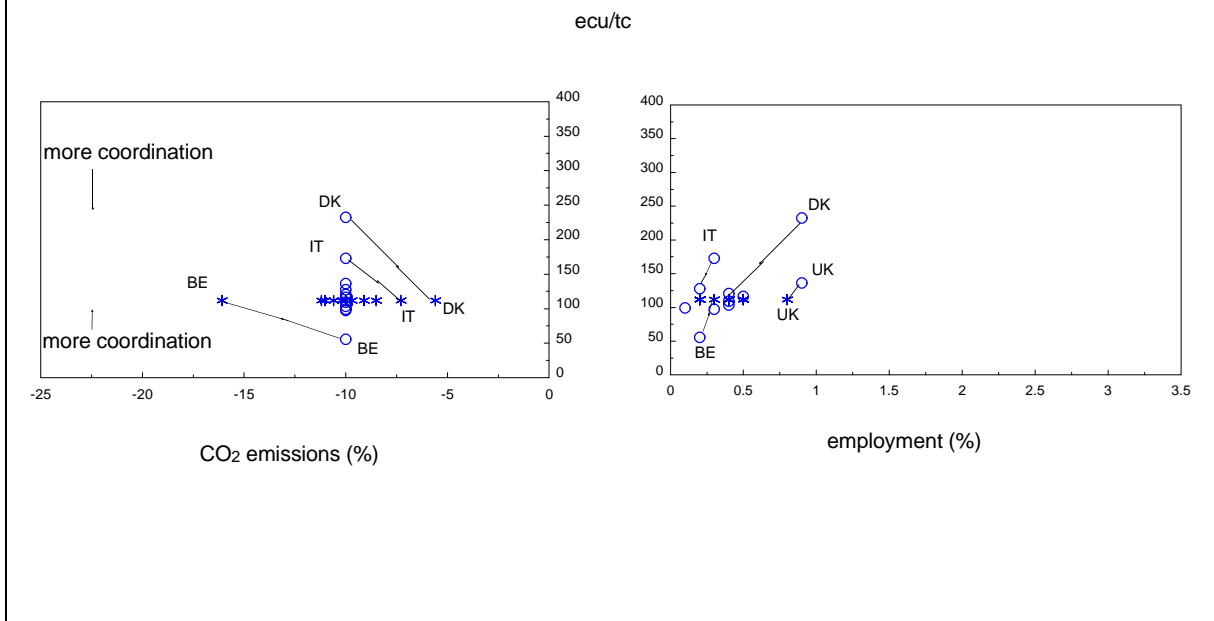 ecu/tc
400
350
300
250
200
150
100
50
0
more coordination
more coordination
DK
IT
BE
IT
DK
BE
-25 -20 -15 -10 -5 0
CO2 emissions (%)
400
350
300
250
200
150
100
50
0
DK
IT
UK
UK
BE
0 0.5 1 1.5 2 2.5 3 3.5
employment (%)